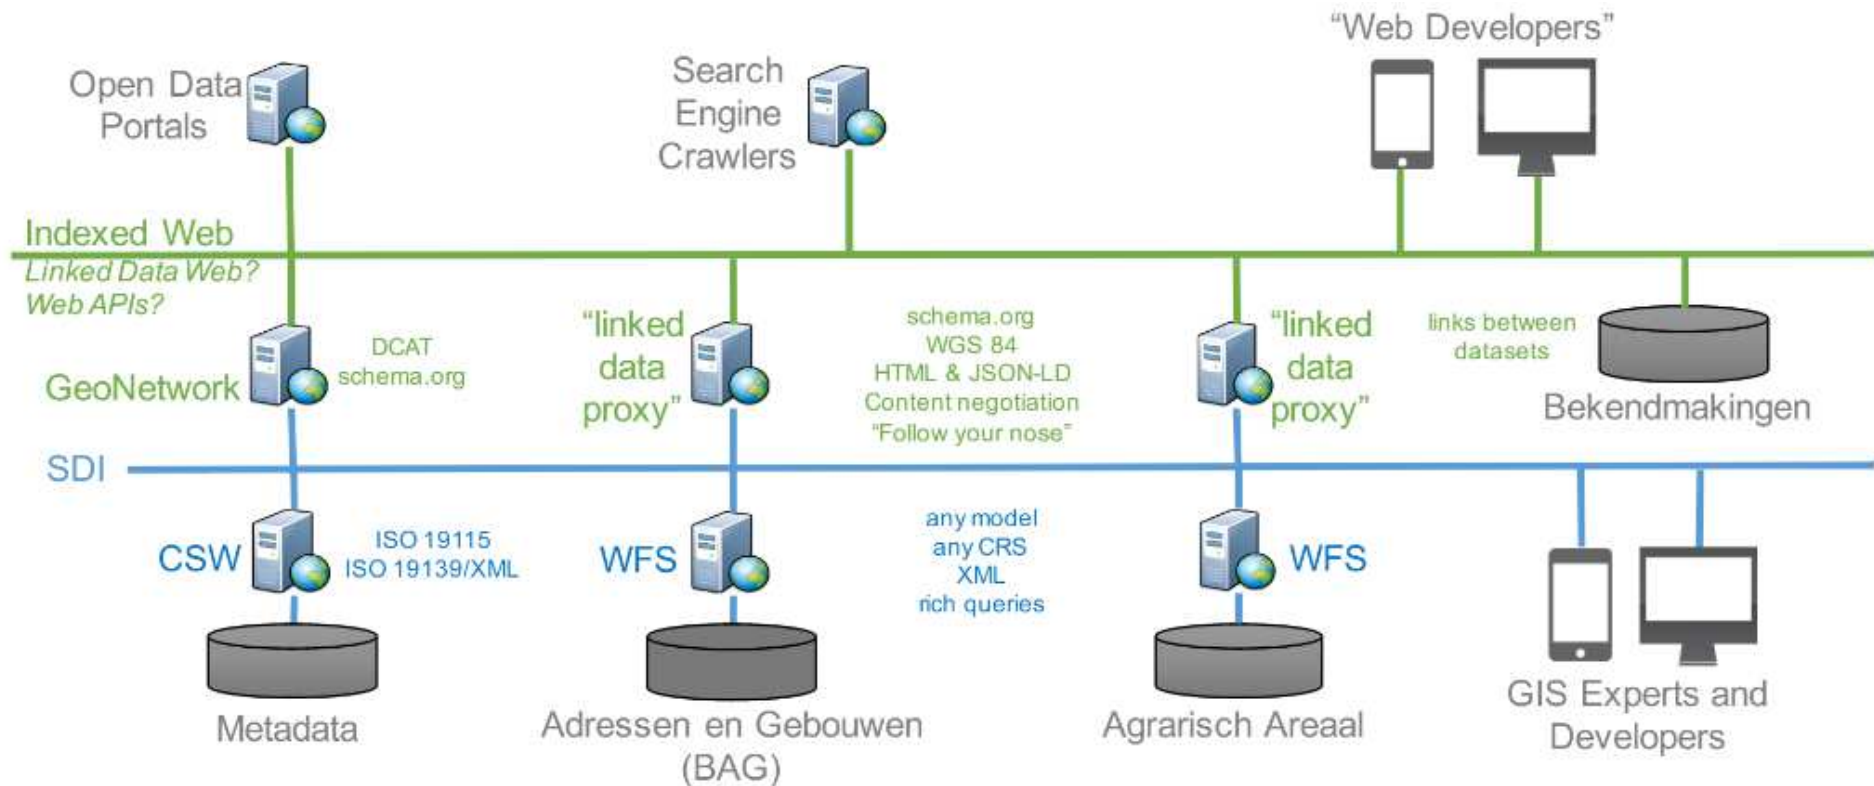 “Web Developers”
Open Data
Portals
Search
Engine
Crawlers
Indexed Web
Linked Data Web?
Web APIs?
GeoNetwork
DCAT
schema.org
“linked
data
proxy”
schema.org
WGS 84
HTML & JSON-LD
Content negotiation
“Follow your nose”
“linked
data
proxy”
links between
datasets
Bekendmakingen
SDI
CSW
ISO 19115
ISO 19139/XML
WFS
any model
any CRS
XML
rich queries
WFS
Metadata
Adressen en Gebouwen
(BAG)
Agrarisch Areaal
GIS Experts and
Developers